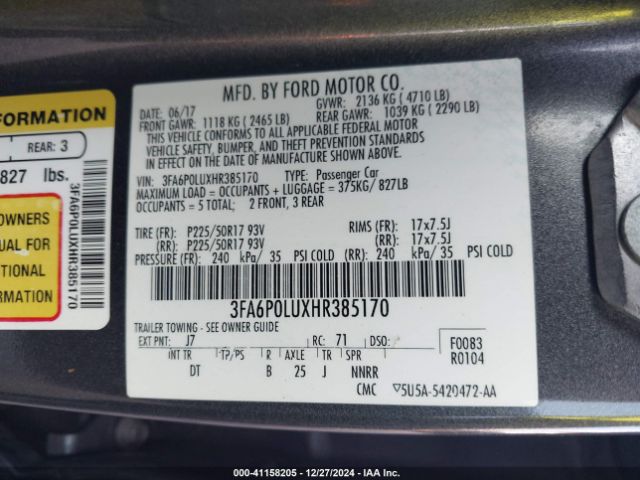 FORMATION
REAR: 3
827 lbs.
OWNERS
UAL FOR
TIONAL
RMATION
3FA6P0LUXHR385170
MFD. BY FORD MOTOR CO.
DATE: 06/17 GVWR: 2136 KG ( 4710 LB)
FRONT GAWR: 1118 KG ( 2465 LB) REAR GAWR: 1039 KG ( 2290 LB)
THIS VEHICLE CONFORMS TO ALL APPLICABLE FEDERAL MOTOR
VEHICLE SAFETY, BUMPER, AND THEFT PREVENTION STANDARDS
IN EFFECT ON THE DATE OF MANUFACTURE SHOWN ABOVE.
VIN: 3FA6P0LUXHR385170 TYPE: Passenger Car
MAXIMUM LOAD = OCCUPANTS + LUGGAGE = 375KG/ 827LB
OCCUPANTS = 5 TOTAL; 2 FRONT, 3 REAR
TIRE (FR): P225/50R17 93V RIMS (FR): 17x7.5J
(RR): P225/50R17 93V (RR): 17x7.5J
PRESSURE (FR): 240 kPa/ 35 PSI COLD (RR): 240 kPa/ 35 PSI COLD
3FA6P0LUXHR385170
TRAILER TOWING - SEE OWNER GUIDE
EXT PNT: J7 RC: 71 DSO: F0083
INT TR TP/PS R AXLE TR SPR R0104
DT B 25 J NNRR
CMC ▽5U5A-5420472-AA
© 2024 - 41158205 - 12/27/2024 - IAA Inc.